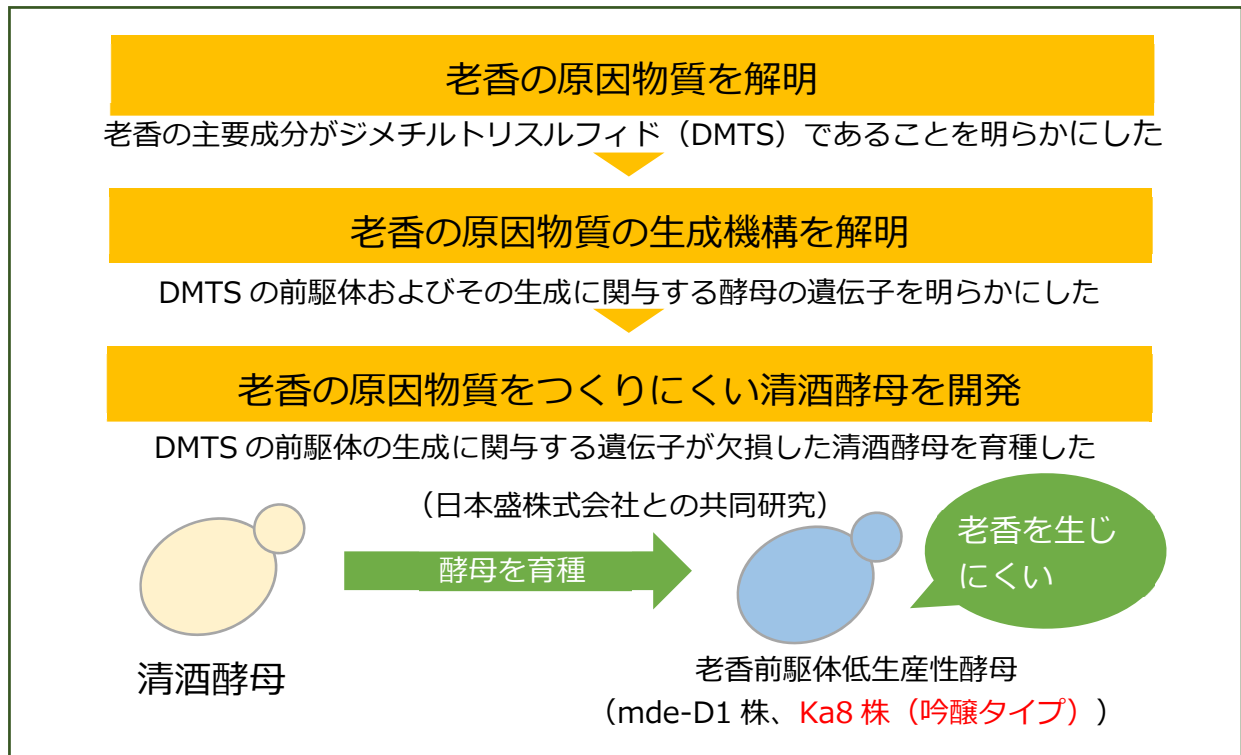 老香の原因物質を解明
老香の主要成分がジメチルトリスルフィド（DMTS）であることを明らかにした
老香の原因物質の生成機構を解明
DMTS の前駆体およびその生成に関与する酵母の遺伝子を明らかにした
老香の原因物質をつくりにくい清酒酵母を開発
DMTS の前駆体の生成に関与する遺伝子が欠損した清酒酵母を育種した
（日本盛株式会社との共同研究）
老香を生じ
にくい
酵母を育種
清酒酵母
老香前駆体低生産性酵母
（mde-D1 株、Ka8 株（吟醸タイプ））